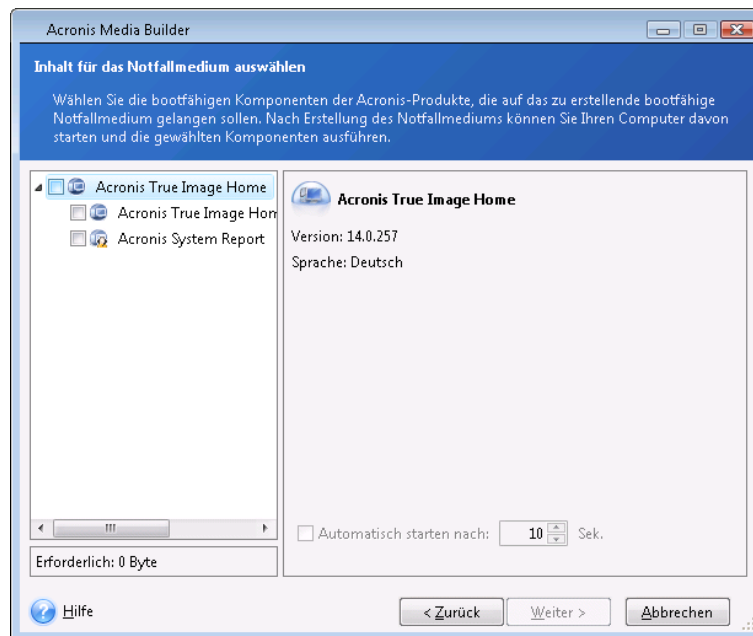 Acronis Media Builder
Inhalt für das Notfallmedium auswählen
Wählen Sie die bootfähigen Komponenten der Acronis-Produkte, die auf das zu erstellende bootfähige
Notfallmedium gelangen sollen. Nach Erstellung des Notfallmediums können Sie Ihren Computer davon
starten und die gewählten Komponenten ausführen.
Acronis True Image Home
Acronis True Image Hom
Acronis System Report
Erforderlich: 0 Byte
Acronis True Image Home
Version: 14.0.257
Sprache: Deutsch
Automatisch starten nach: 10 Sek.
Hilfe
< Zurück
Weiter >
Abbrechen